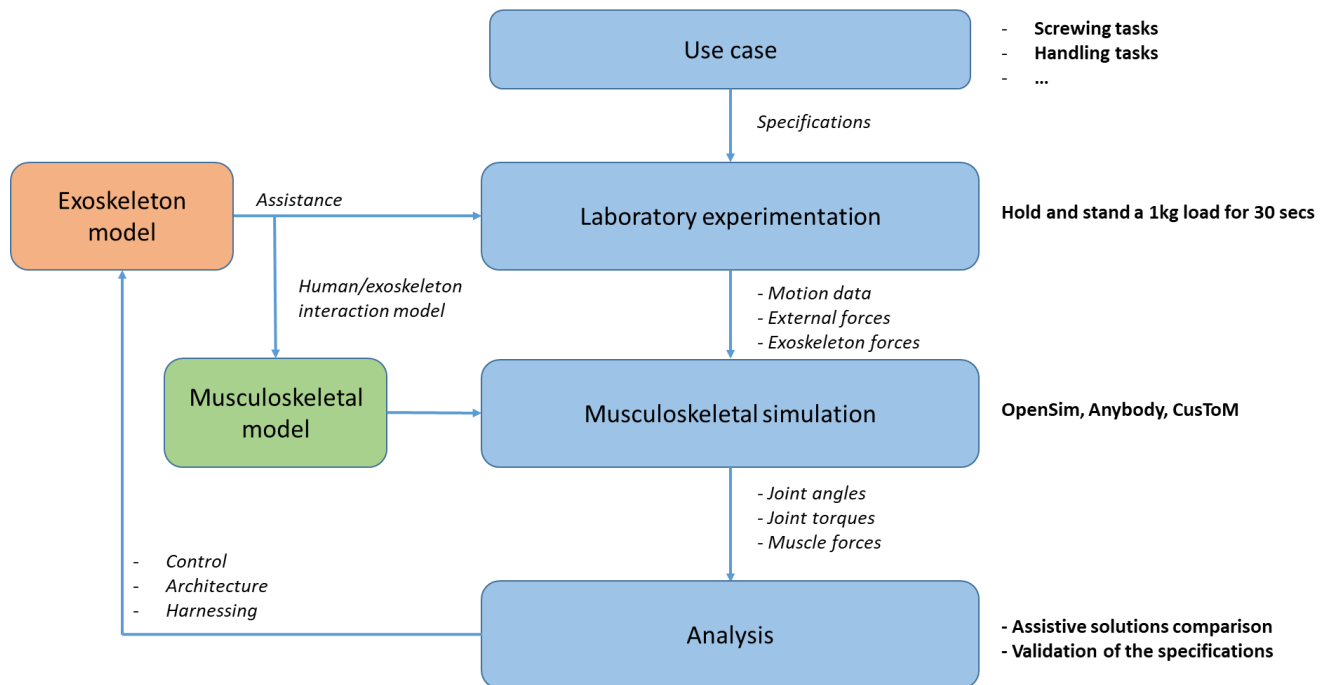 Use case
- Screwing tasks
- Handling tasks
- ...
Specifications
Exoskeleton
model
Assistance
Laboratory experimentation
Hold and stand a 1kg load for 30 secs
Human/exoskeleton
interaction model
- Motion data
- External forces
- Exoskeleton forces
Musculoskeletal
model
Musculoskeletal simulation
OpenSim, Anybody, CusToM
- Joint angles
- Joint torques
- Muscle forces
- Control
- Architecture
- Harnessing
Analysis
- Assistive solutions comparison
- Validation of the specifications